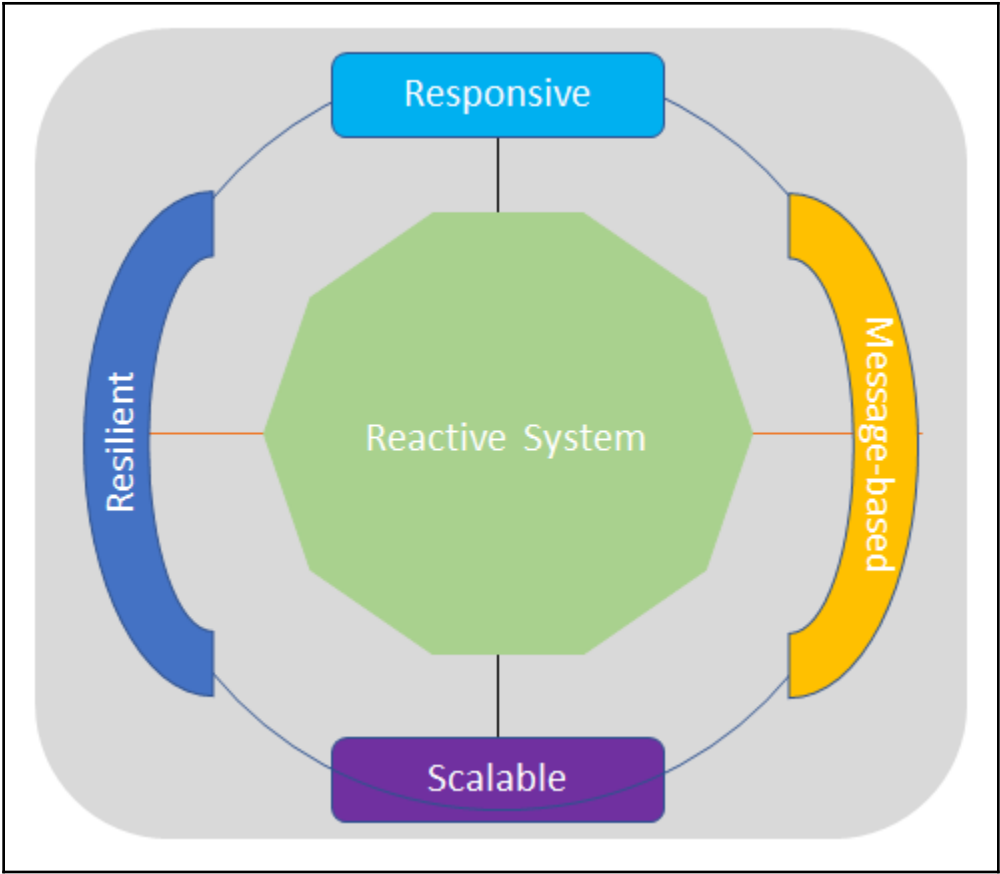 Responsive
Resilient
Reactive System
Message-based
Scalable